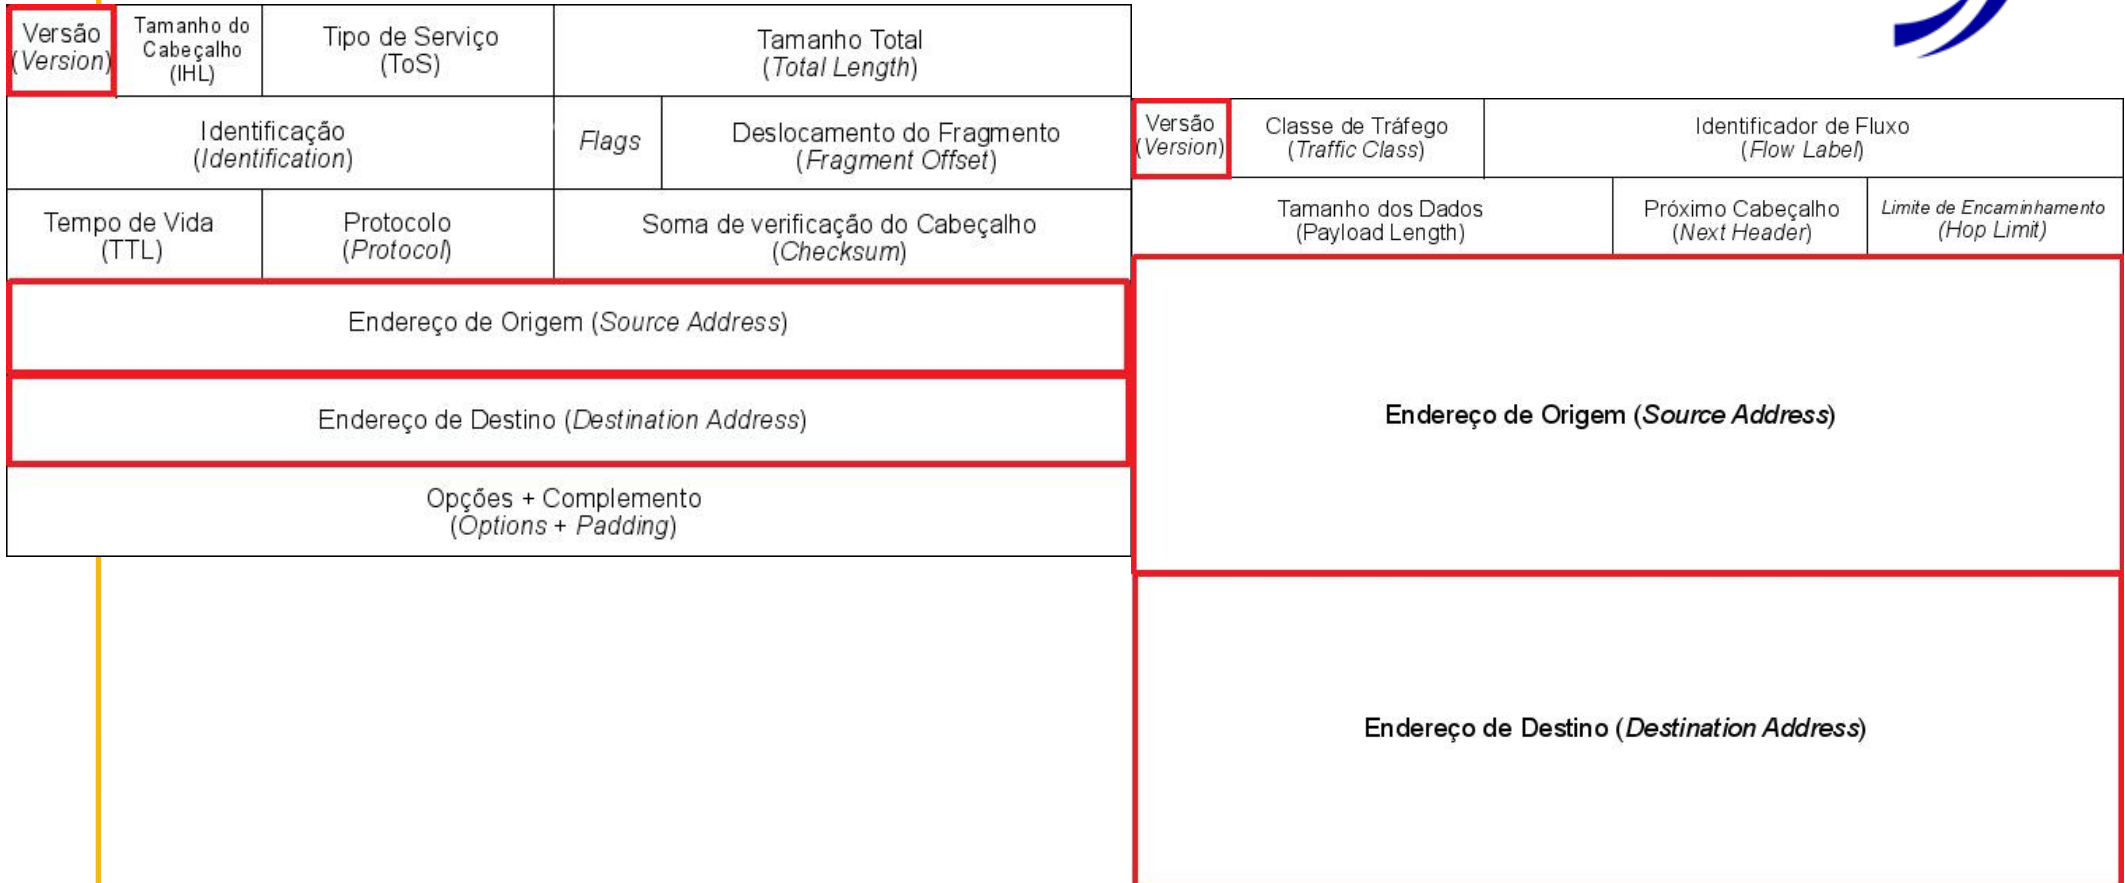 Versão
(Version)
Tamanho do
Cabeçalho
(IHL)
Tipo de Serviço
(ToS)
Tamanho Total
(Total Length)
Identificação
(Identification)
Flags
Deslocamento do Fragmento
(Fragment Offset)
Tempo de Vida
(TTL)
Protocolo
(Protocol)
Soma de verificação do Cabeçalho
(Checksum)
Endereço de Origem (Source Address)
Endereço de Destino (Destination Address)
Opções + Complemento
(Options + Padding)
Versão
(Version)
Classe de Tráfego
(Traffic Class)
Identificador de Fluxo
(Flow Label)
Tamanho dos Dados
(Payload Length)
Próximo Cabeçalho
(Next Header)
Limite de Encaminhamento
(Hop Limit)
Endereço de Origem (Source Address)
Endereço de Destino (Destination Address)